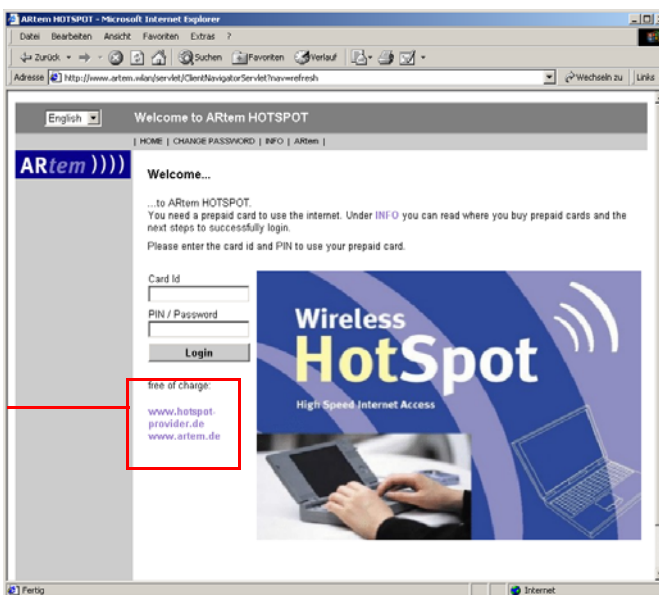 ARtem HOTSPOT - Microsoft Internet Explorer
Datei Bearbeiten Ansicht Favoriten Extras ?
Zurück Suchen Favoriten Verlauf
Adresse http://www.artem.wlan/servlet/ClientNavigatorServlet?nav=refresh Wechseln zu Links
English Welcome to ARtem HOTSPOT
| HOME | CHANGE PASSWORD | INFO | ARtem |
ARtem ))))
Welcome...
...to ARtem HOTSPOT.
You need a prepaid card to use the internet. Under INFO you can read where you buy prepaid cards and the
next steps to successfully login.
Please enter the card id and PIN to use your prepaid card.
Card Id
PIN / Password
Login
free of charge:
www.hotspot-
provider.de
www.artem.de
Wireless
HotSpot
High Speed Internet Access
Fertig Internet